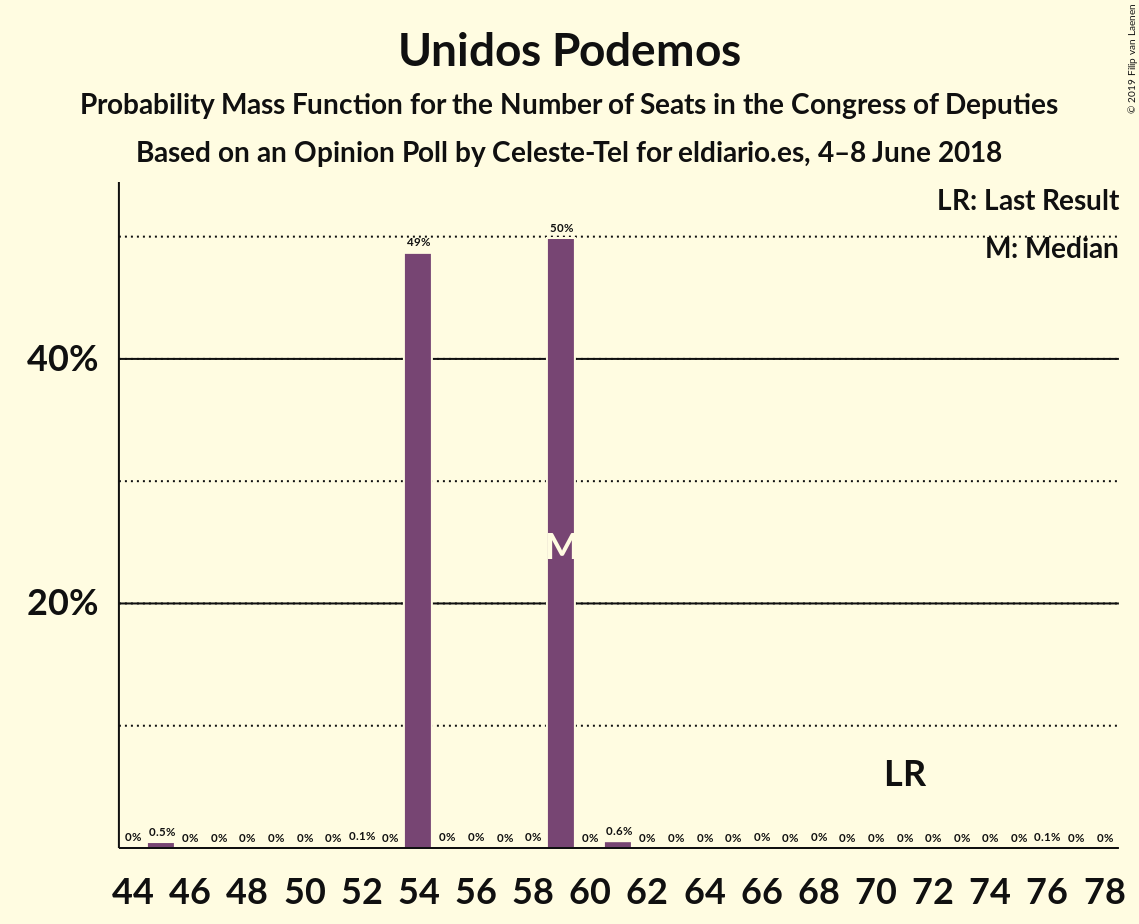 Unidos Podemos
Probability Mass Function for the Number of Seats in the Congress of Deputies
Based on an Opinion Poll by Celeste-Tel for eldiario.es, 4–8 June 2018
© 2019 Filip van Laenen
LR: Last Result
M: Median
49%
50%
40%
20%
M
LR
0% 0.5% 0% 0% 0% 0% 0% 0% 0.1% 0% 0% 0% 0% 0% 0% 0.6% 0% 0% 0% 0% 0% 0% 0% 0% 0% 0% 0% 0% 0% 0% 0.1% 0% 0%
44 46 48 50 52 54 56 58 60 62 64 66 68 70 72 74 76 78